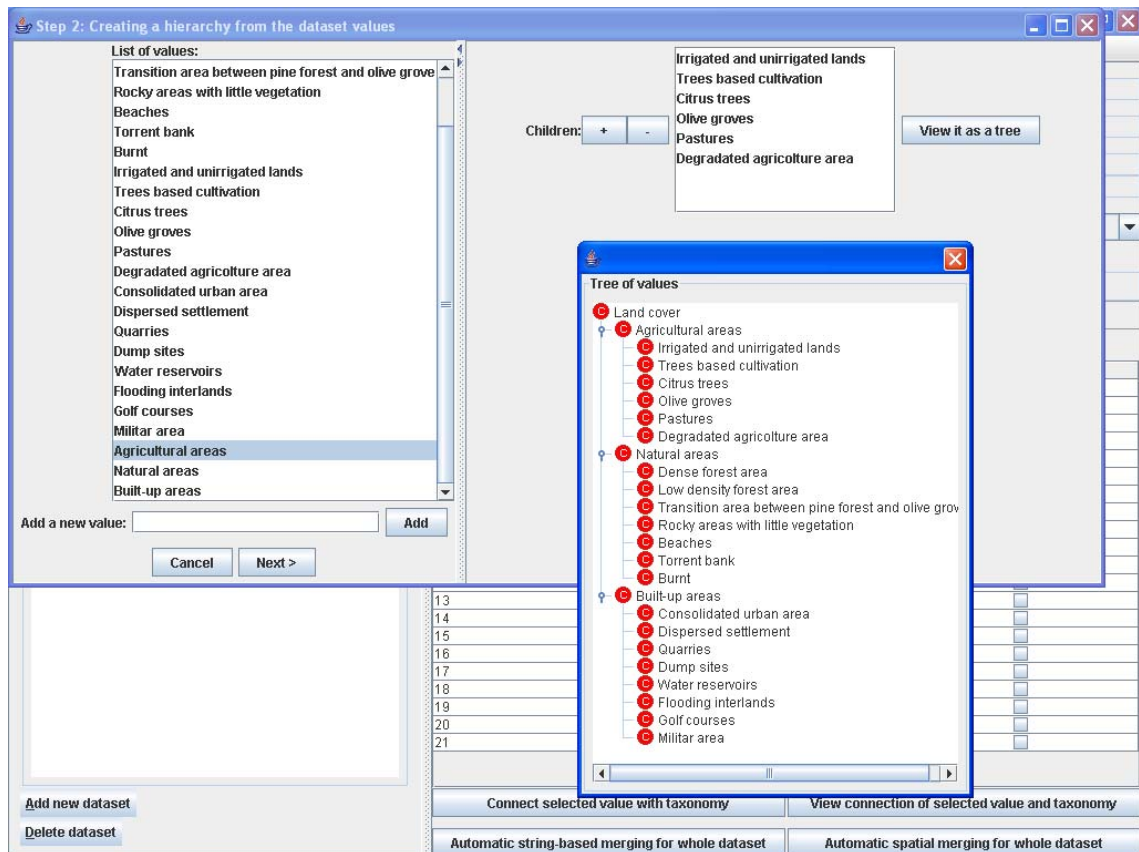 Step 2: Creating a hierarchy from the dataset values
List of values:
Transition area between pine forest and olive grove
Rocky areas with little vegetation
Beaches
Torrent bank
Burnt
Irrigated and unirrigated lands
Trees based cultivation
Citrus trees
Olive groves
Pastures
Degradated agricolture area
Consolidated urban area
Dispersed settlement
Quarries
Dump sites
Water reservoirs
Flooding interlands
Golf courses
Militar area
Agricultural areas
Natural areas
Built-up areas
Add a new value:
Add
Cancel
Next >
Children:
+
-
Irrigated and unirrigated lands
Trees based cultivation
Citrus trees
Olive groves
Pastures
Degradated agricolture area
View it as a tree
Tree of values
C Land cover
C Agricultural areas
C Irrigated and unirrigated lands
C Trees based cultivation
C Citrus trees
C Olive groves
C Pastures
C Degradated agricolture area
C Natural areas
C Dense forest area
C Low density forest area
C Transition area between pine forest and olive grov
C Rocky areas with little vegetation
C Beaches
C Torrent bank
C Burnt
C Built-up areas
C Consolidated urban area
C Dispersed settlement
C Quarries
C Dump sites
C Water reservoirs
C Flooding interlands
C Golf courses
C Militar area
13
14
15
16
17
18
19
20
21
Add new dataset
Delete dataset
Connect selected value with taxonomy
View connection of selected value and taxonomy
Automatic string-based merging for whole dataset
Automatic spatial merging for whole dataset